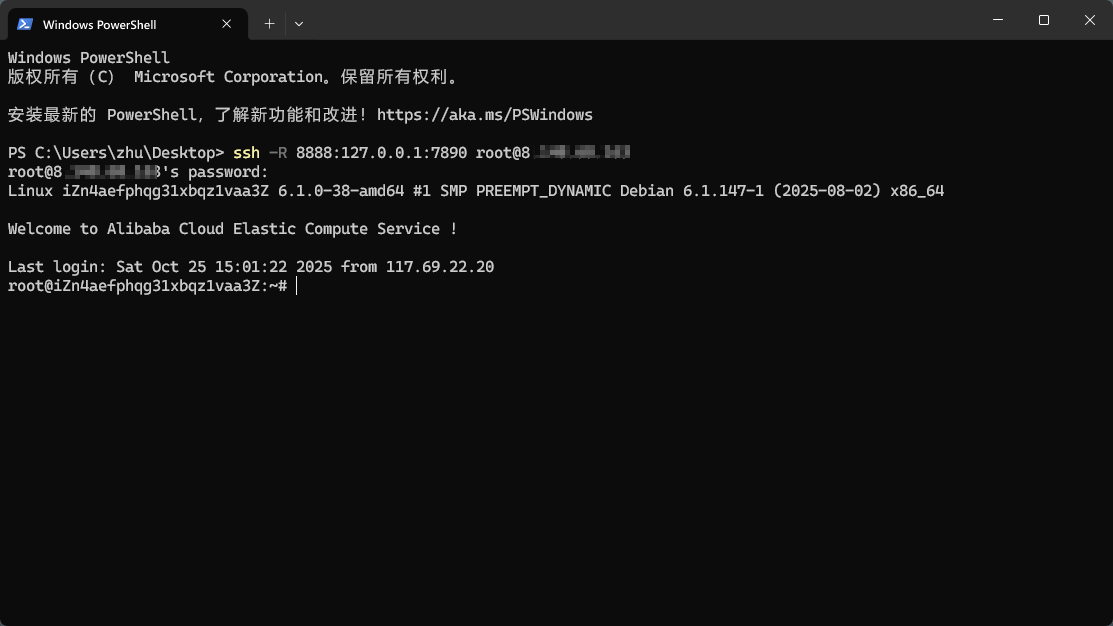 Windows PowerShell
Windows PowerShell
版权所有（C） Microsoft Corporation。保留所有权利。
安装最新的 PowerShell，了解新功能和改进！https://aka.ms/PSWindows
PS C:\Users\zhu\Desktop> ssh -R 8888:127.0.0.1:7890 root@8
root@8 's password:
Linux iZn4aefphqg31xbqz1vaa3Z 6.1.0-38-amd64 #1 SMP PREEMPT_DYNAMIC Debian 6.1.147-1 (2025-08-02) x86_64
Welcome to Alibaba Cloud Elastic Compute Service !
Last login: Sat Oct 25 15:01:22 2025 from 117.69.22.20
root@iZn4aefphqg31xbqz1vaa3Z:~#